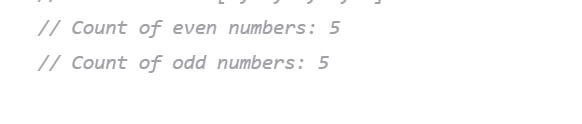 // Count of even numbers: 5
// Count of odd numbers: 5